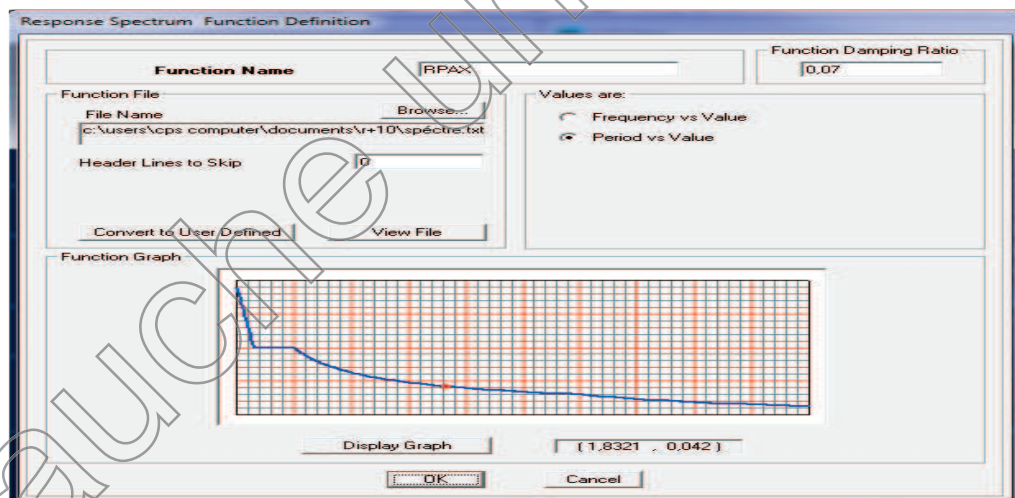 Response Spectrum Function Definition
Function Name
RPAX
Function Damping Ratio
0,07
Function File
File Name
Browse...
c:\users\cps computer\documents\r+10\spéctre.txt
Header Lines to Skip
0
Convert to User Defined
View File
Values are:
Frequency vs Value
Period vs Value
Function Graph
Display Graph
(1,8321 , 0,042)
OK
Cancel